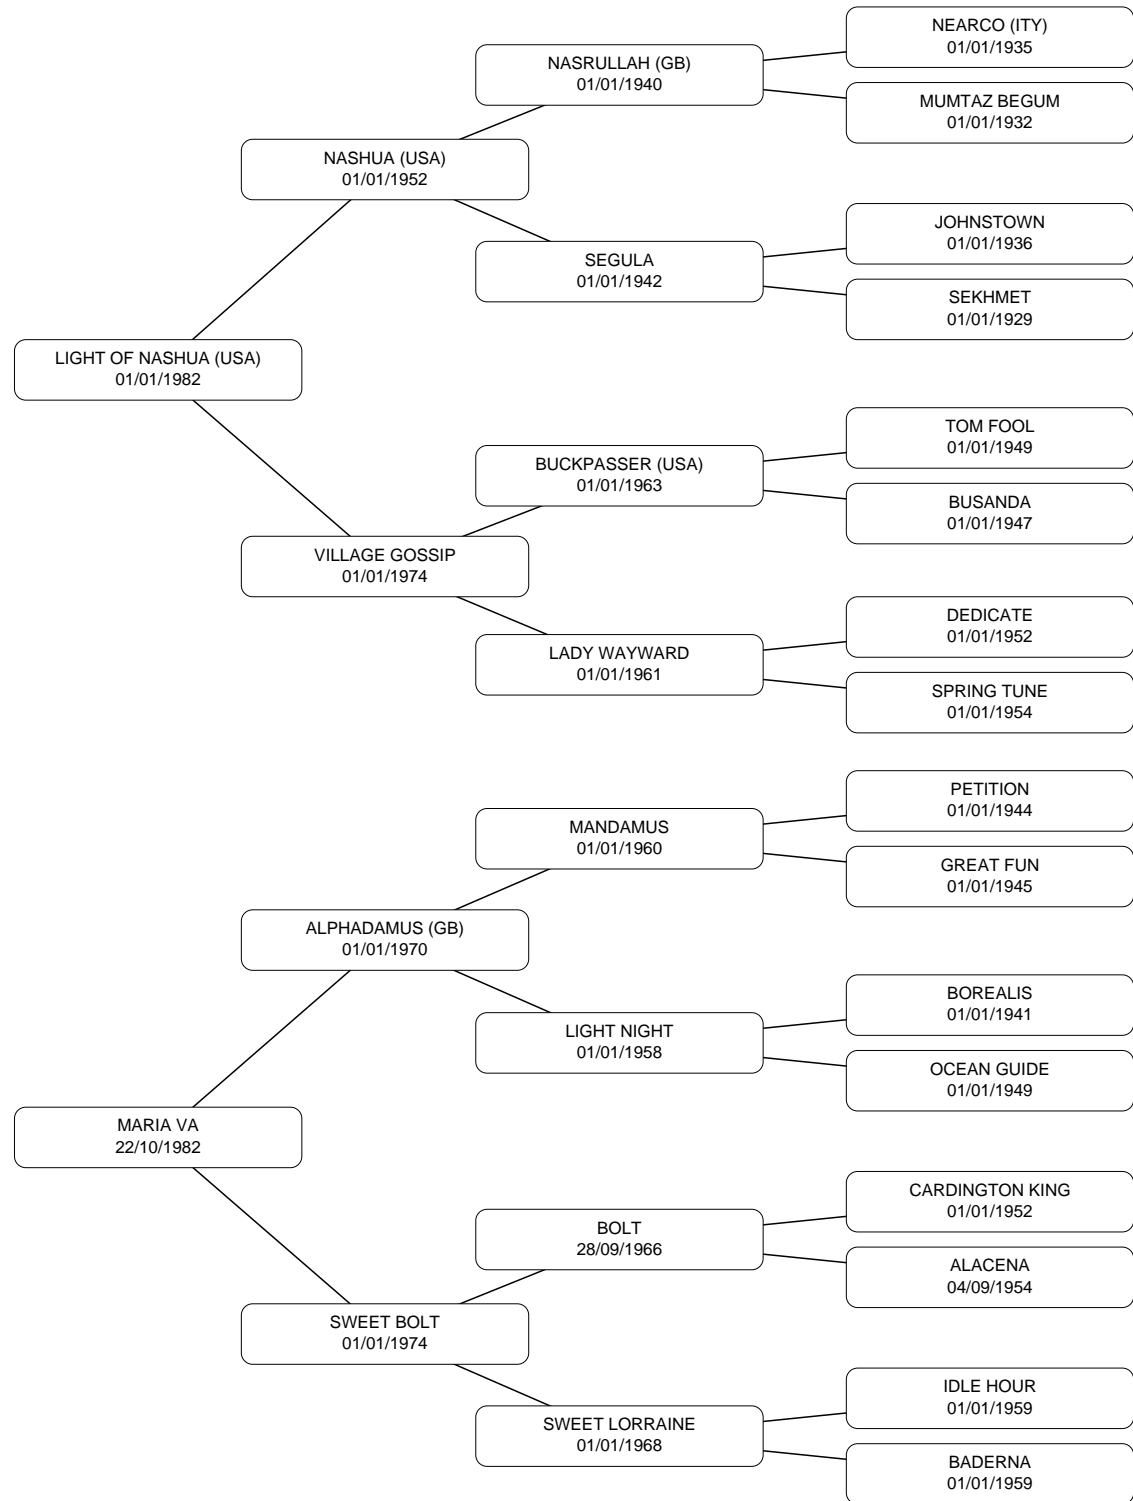 NEARCO (ITY)
01/01/1935
NASRULLAH (GB)
01/01/1940
MUMTAZ BEGUM
01/01/1932
NASHUA (USA)
01/01/1952
JOHNSTOWN
01/01/1936
SEGULA
01/01/1942
SEKHMET
01/01/1929
LIGHT OF NASHUA (USA)
01/01/1982
TOM FOOL
01/01/1949
BUCKPASSER (USA)
01/01/1963
BUSANDA
01/01/1947
VILLAGE GOSSIP
01/01/1974
DEDICATE
01/01/1952
LADY WAYWARD
01/01/1961
SPRING TUNE
01/01/1954
PETITION
01/01/1944
MANDAMUS
01/01/1960
GREAT FUN
01/01/1945
ALPHADAMUS (GB)
01/01/1970
BOREALIS
01/01/1941
LIGHT NIGHT
01/01/1958
OCEAN GUIDE
01/01/1949
MARIA VA
22/10/1982
CARDINGTON KING
01/01/1952
BOLT
28/09/1966
ALACENA
04/09/1954
SWEET BOLT
01/01/1974
IDLE HOUR
01/01/1959
SWEET LORRAINE
01/01/1968
BADERNA
01/01/1959